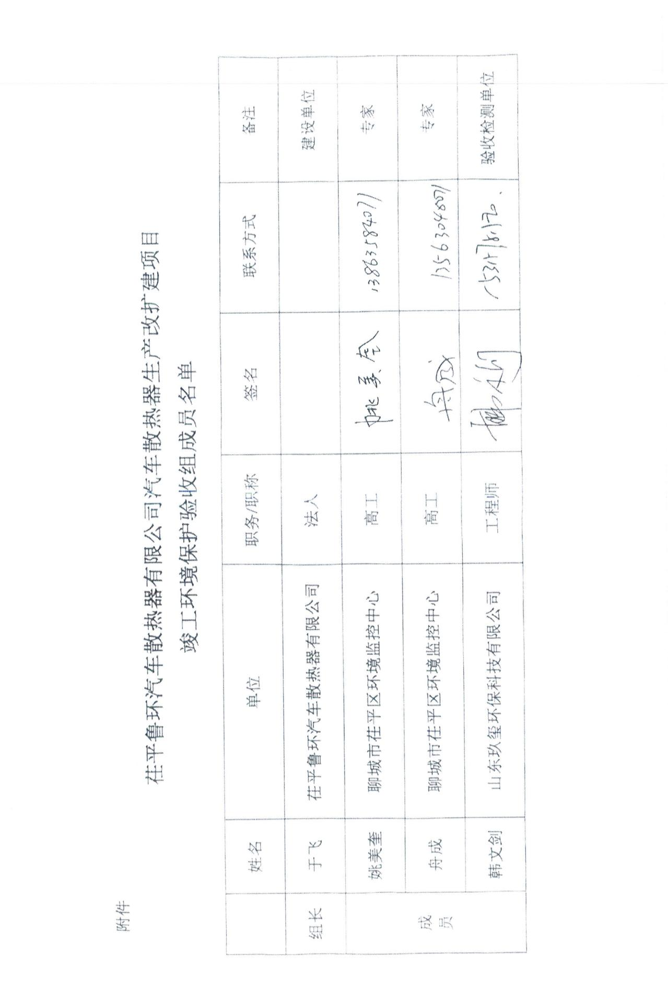 附件
茌平鲁环汽车散热器有限公司汽车散热器生产改扩建项目
竣工环境保护验收组成员名单
姓名 单位 职务/职称 签名 联系方式 备注
组长 于飞 茌平鲁环汽车散热器有限公司 法人 建设单位
成员 姚美奎 聊城市茌平区环境监控中心 高工 姚美奎 13863584071 专家
舟成 聊城市茌平区环境监控中心 高工 舟成 专家
韩文剑 山东玖玺环保科技有限公司 工程师 验收检测单位